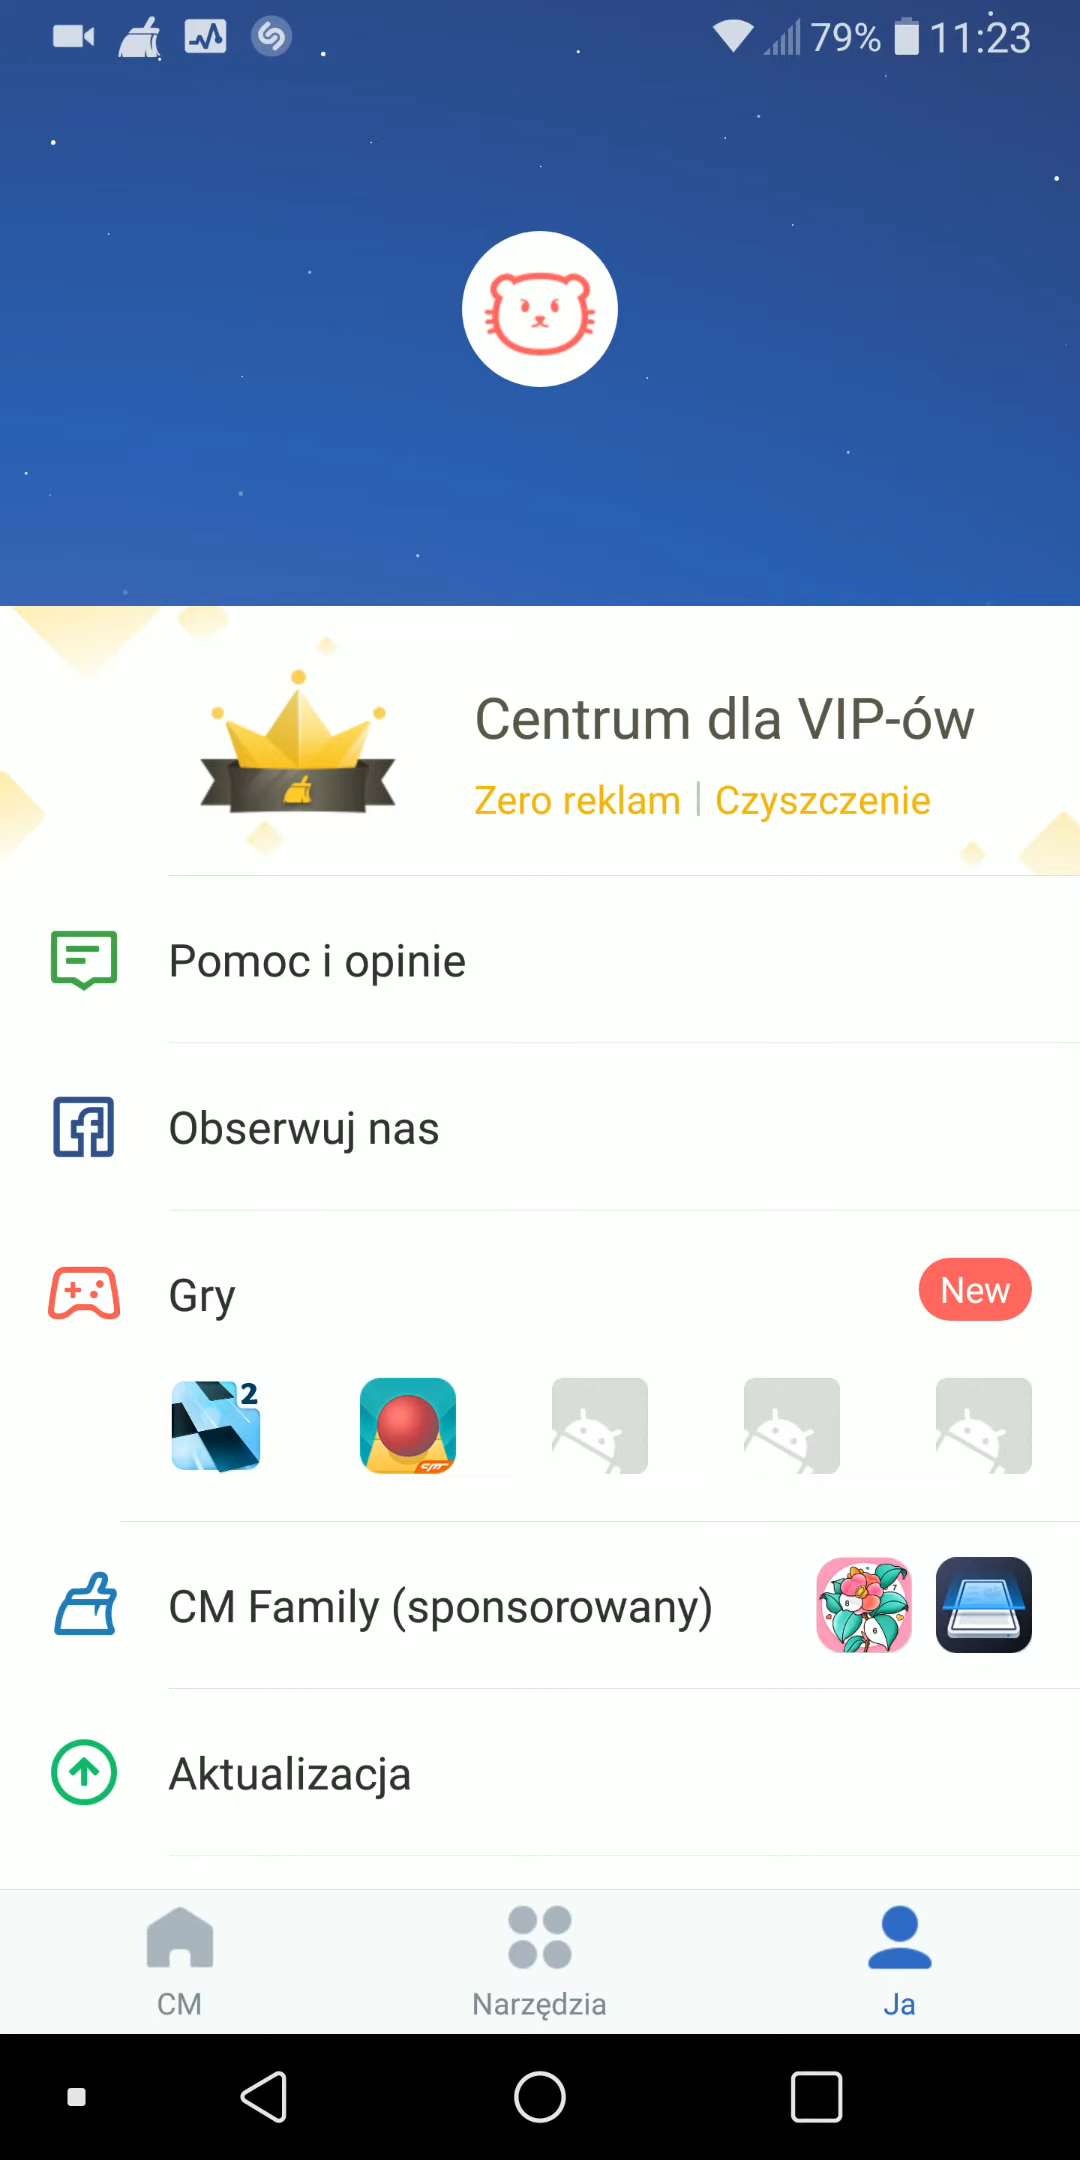 79% 11:23
Centrum dla VIP-ów
Zero reklam | Czyszczenie
Pomoc i opinie
Obserwuj nas
Gry
New
2
CM Family (sponsorowany)
Aktualizacja
CM
Narzędzia
Ja